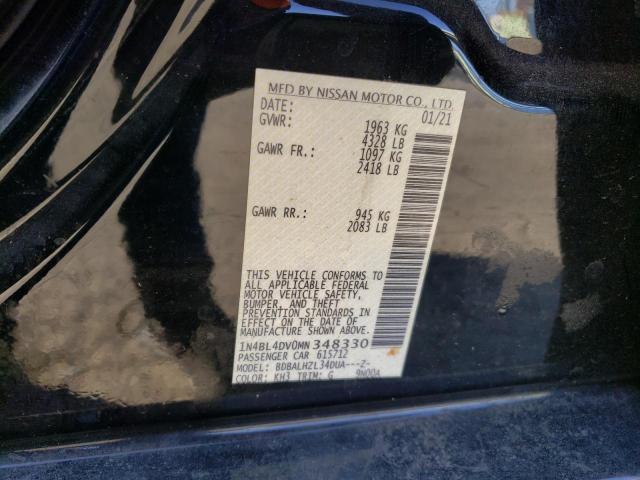 MFD BY NISSAN MOTOR CO., LTD.
DATE: 01/21
GVWR: 1963 KG
4328 LB
GAWR FR.: 1097 KG
2418 LB
GAWR RR.: 945 KG
2083 LB
THIS VEHICLE CONFORMS TO
ALL APPLICABLE FEDERAL
MOTOR VEHICLE SAFETY,
BUMPER, AND THEFT
PREVENTION STANDARDS IN
EFFECT ON THE DATE OF
MANUFACTURE SHOWN ABOVE.
1N4BL4DV0MN348330
PASSENGER CAR 615712
MODEL: BDBALHZL34DUA---Z-
COLOR: KH3 TRIM: G 9N00A